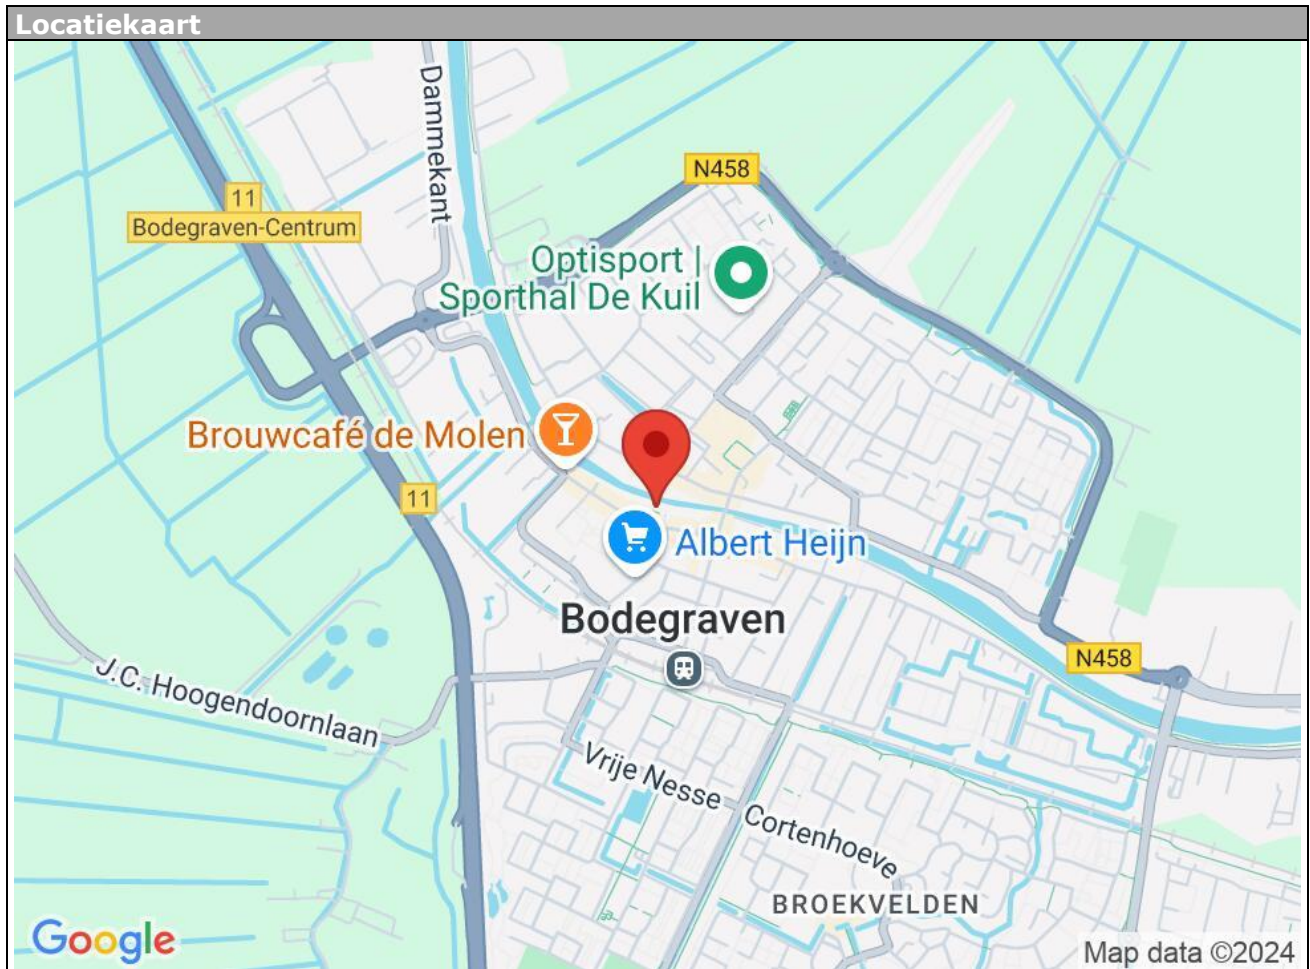 Locatiekaart
Dammekant
N458
11
Bodegraven-Centrum
Optisport |
Sporthal De Kuil
Brouwcafé de Molen
11
Albert Heijn
Bodegraven
N458
J.C. Hoogendoornlaan
Vrije Nesse
Cortenhoeve
BROEKVELDEN
Google
Map data ©2024